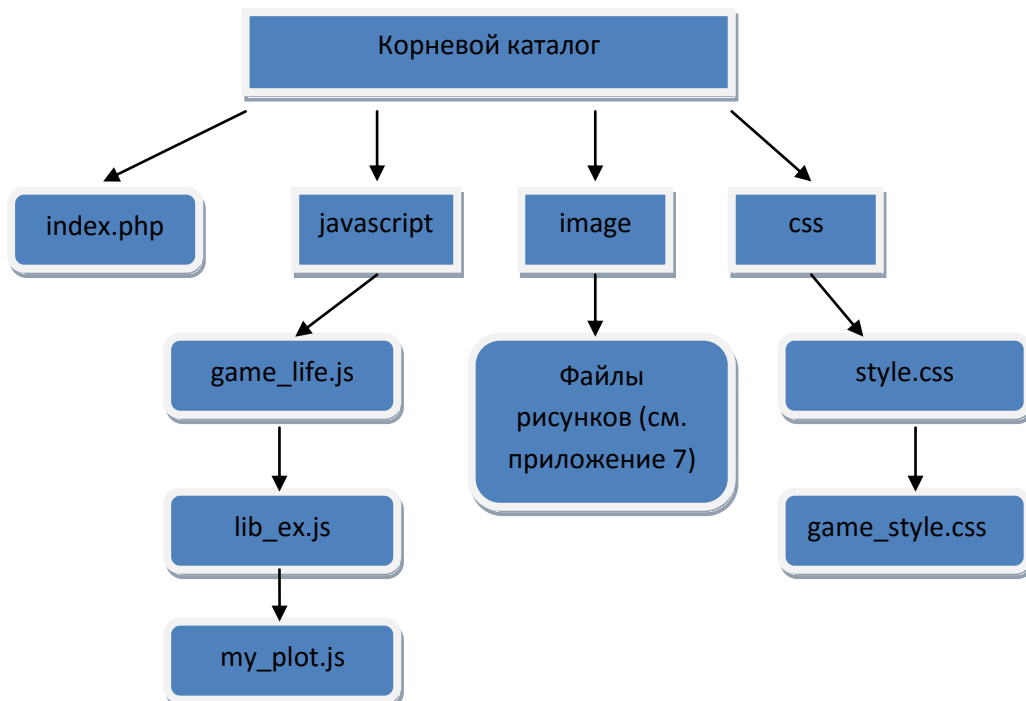 Корневой каталог
index.php
javascript
image
css
game_life.js
Файлы
рисунков (см.
приложение 7)
style.css
lib_ex.js
game_style.css
my_plot.js